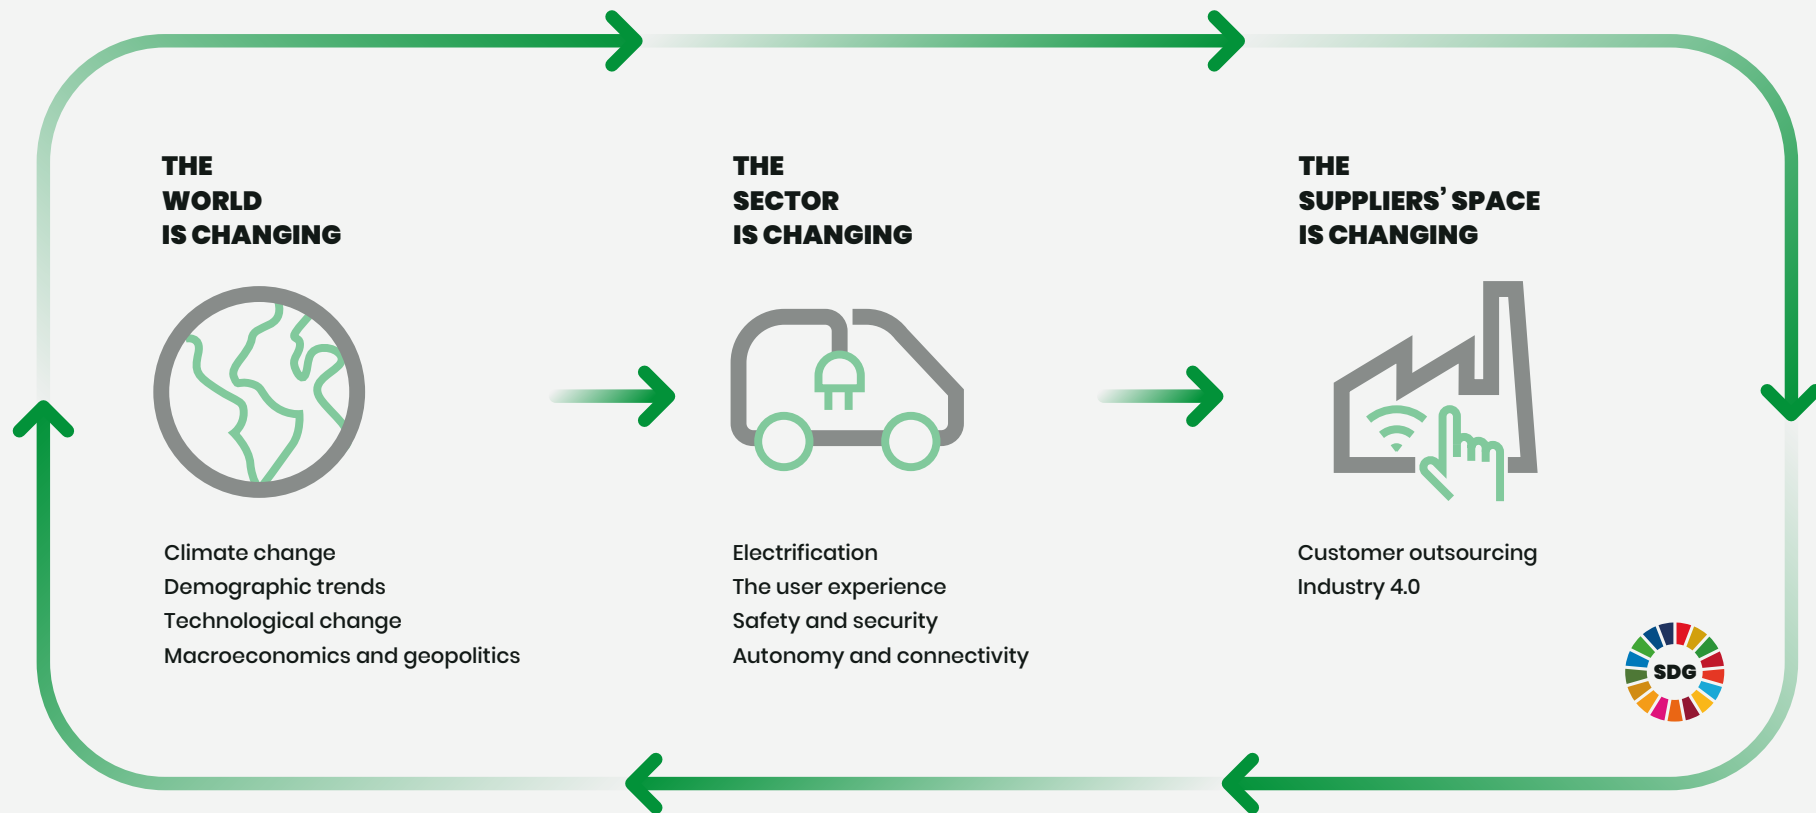 THE
WORLD
IS CHANGING
Climate change
Demographic trends
Technological change
Macroeconomics and geopolitics
THE
SECTOR
IS CHANGING
Electrification
The user experience
Safety and security
Autonomy and connectivity
THE
SUPPLIERS’ SPACE
IS CHANGING
Customer outsourcing
Industry 4.0
SDG